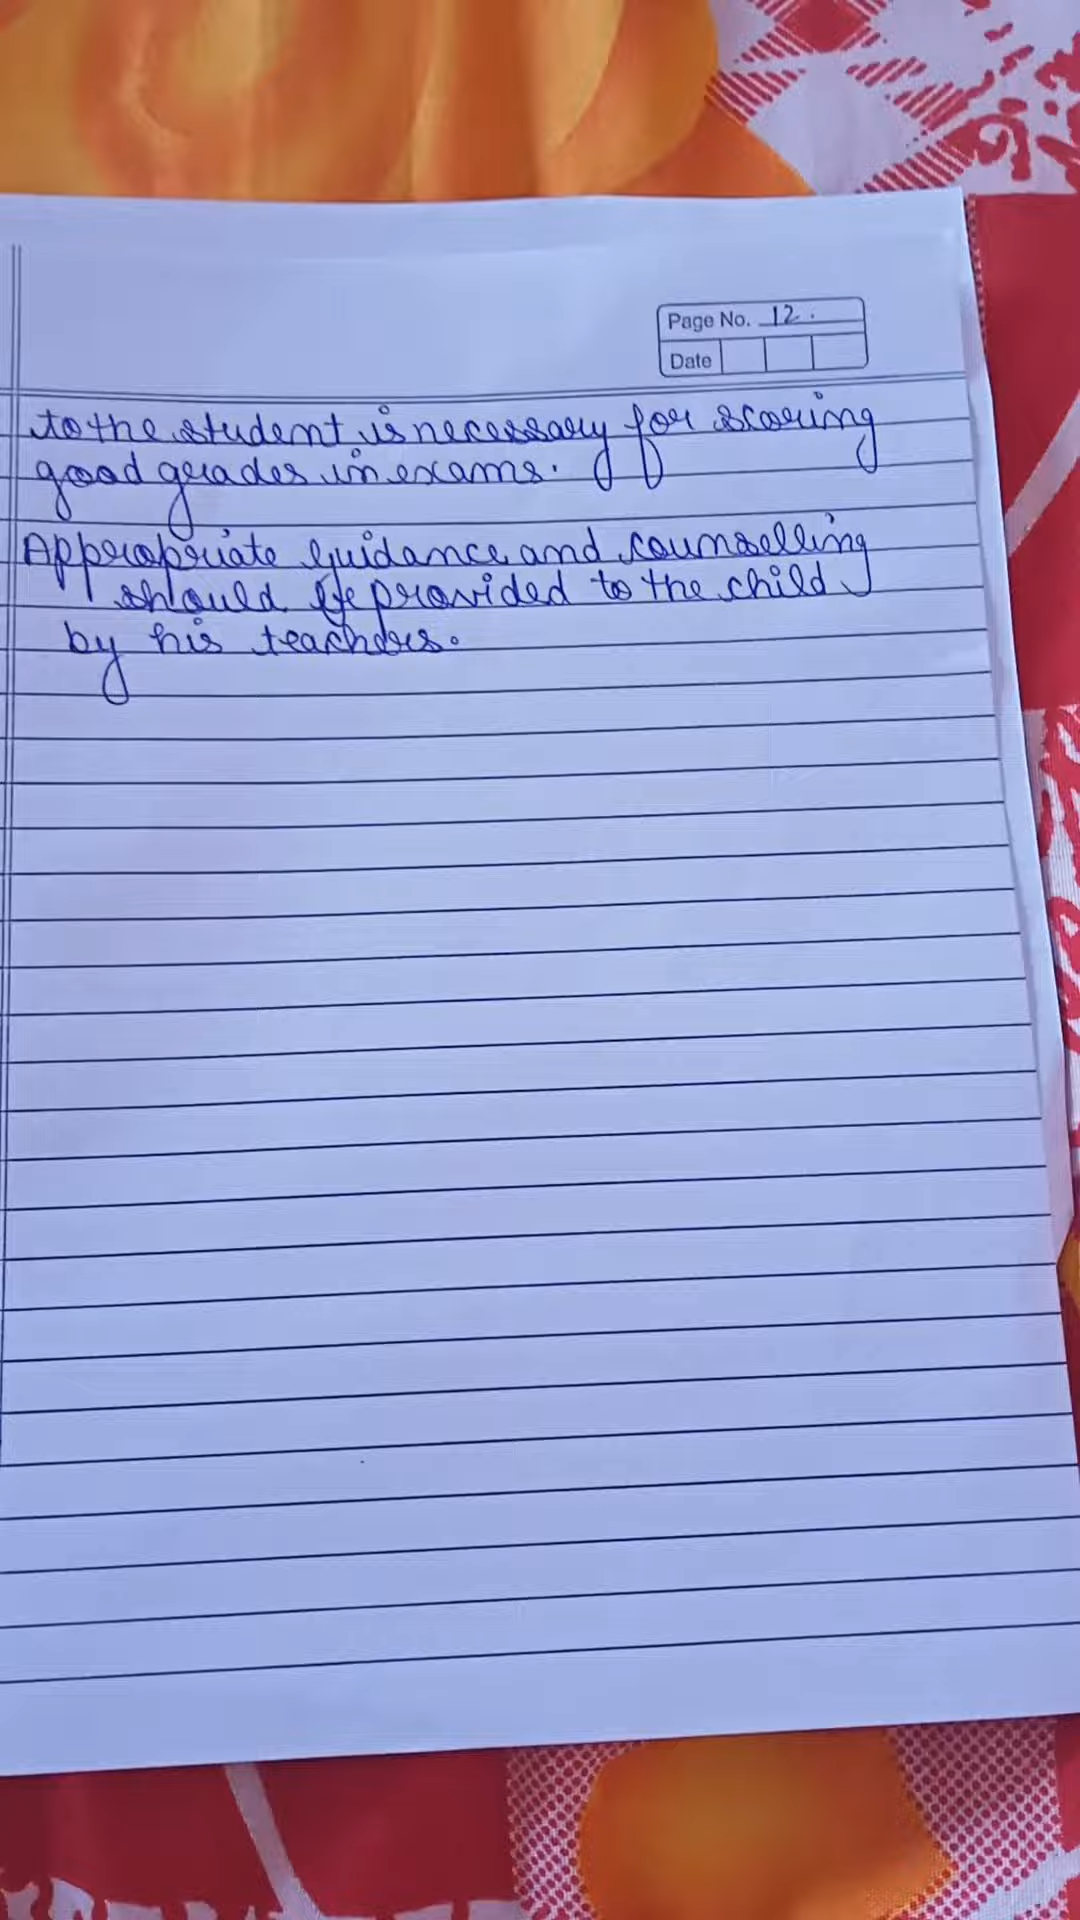 Page No. 12.
Date
to the student is necessary for scoring
good grades in exams.
Appropriate guidance and counselling
should be provided to the child
by his teachers.